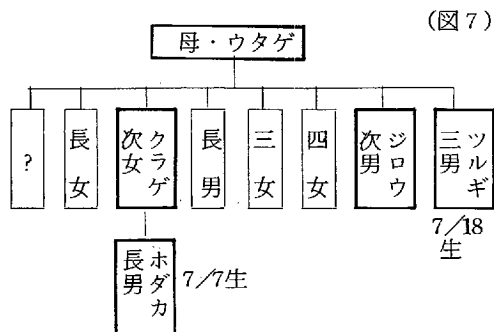 (図7)
母・ウタゲ
?
長女
次女 クラゲ
長男
三女
四女
次男 ジロウ
三男 ツルギ
7/18生
長男 ホダカ
7/7生